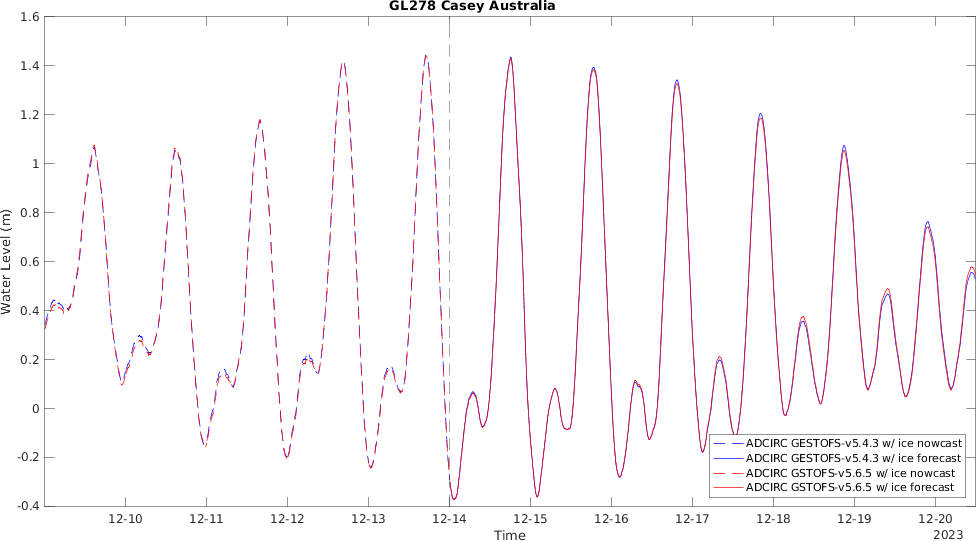 GL278 Casey Australia
1.6
1.4
1.2
1
0.8
0.6
0.4
0.2
0
-0.2
-0.4
Water Level (m)
ADCIRC GESTOFS-v5.4.3 w/ ice nowcast
ADCIRC GESTOFS-v5.4.3 w/ ice forecast
ADCIRC GSTOFS-v5.6.5 w/ ice nowcast
ADCIRC GSTOFS-v5.6.5 w/ ice forecast
12-10 12-11 12-12 12-13 12-14 12-15 12-16 12-17 12-18 12-19 12-20
Time 2023